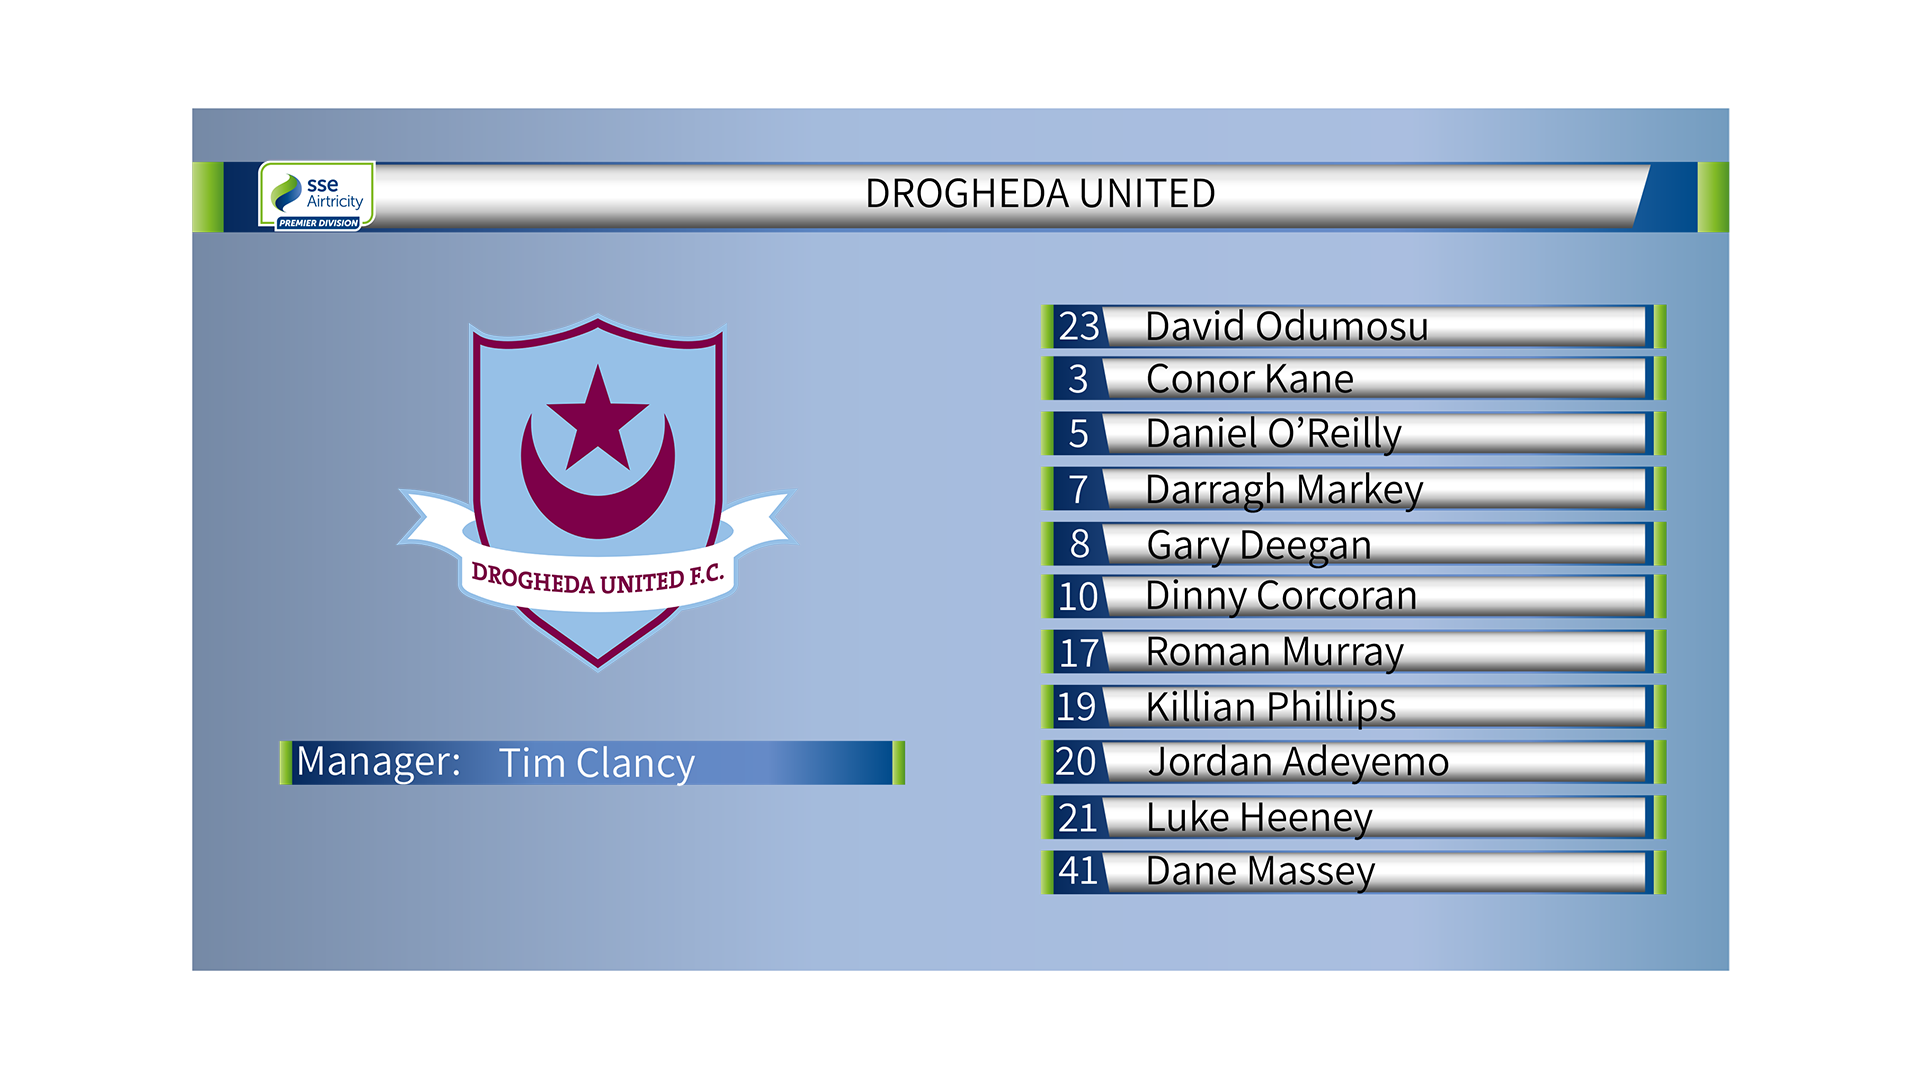 sse
Airtricity
PREMIER DIVISION
DROGHEDA UNITED
DROGHEDA UNITED F.C.
Manager: Tim Clancy
23 David Odumosu
3 Conor Kane
5 Daniel O’Reilly
7 Darragh Markey
8 Gary Deegan
10 Dinny Corcoran
17 Roman Murray
19 Killian Phillips
20 Jordan Adeyemo
21 Luke Heeney
41 Dane Massey